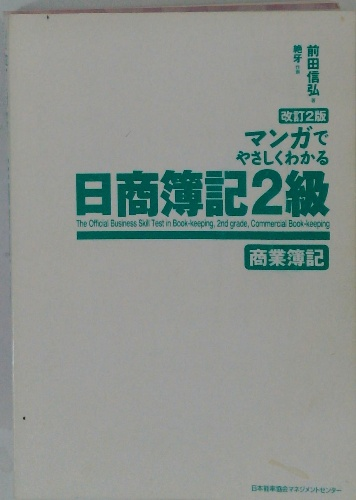 前田信弘 著
絶牙 作画
改訂2版
マンガで
やさしくわかる
日商簿記2級
The Official Business Skill Test in Book-keeping, 2nd grade, Commercial Book-keeping
商業簿記
日本能率協会マネジメントセンター